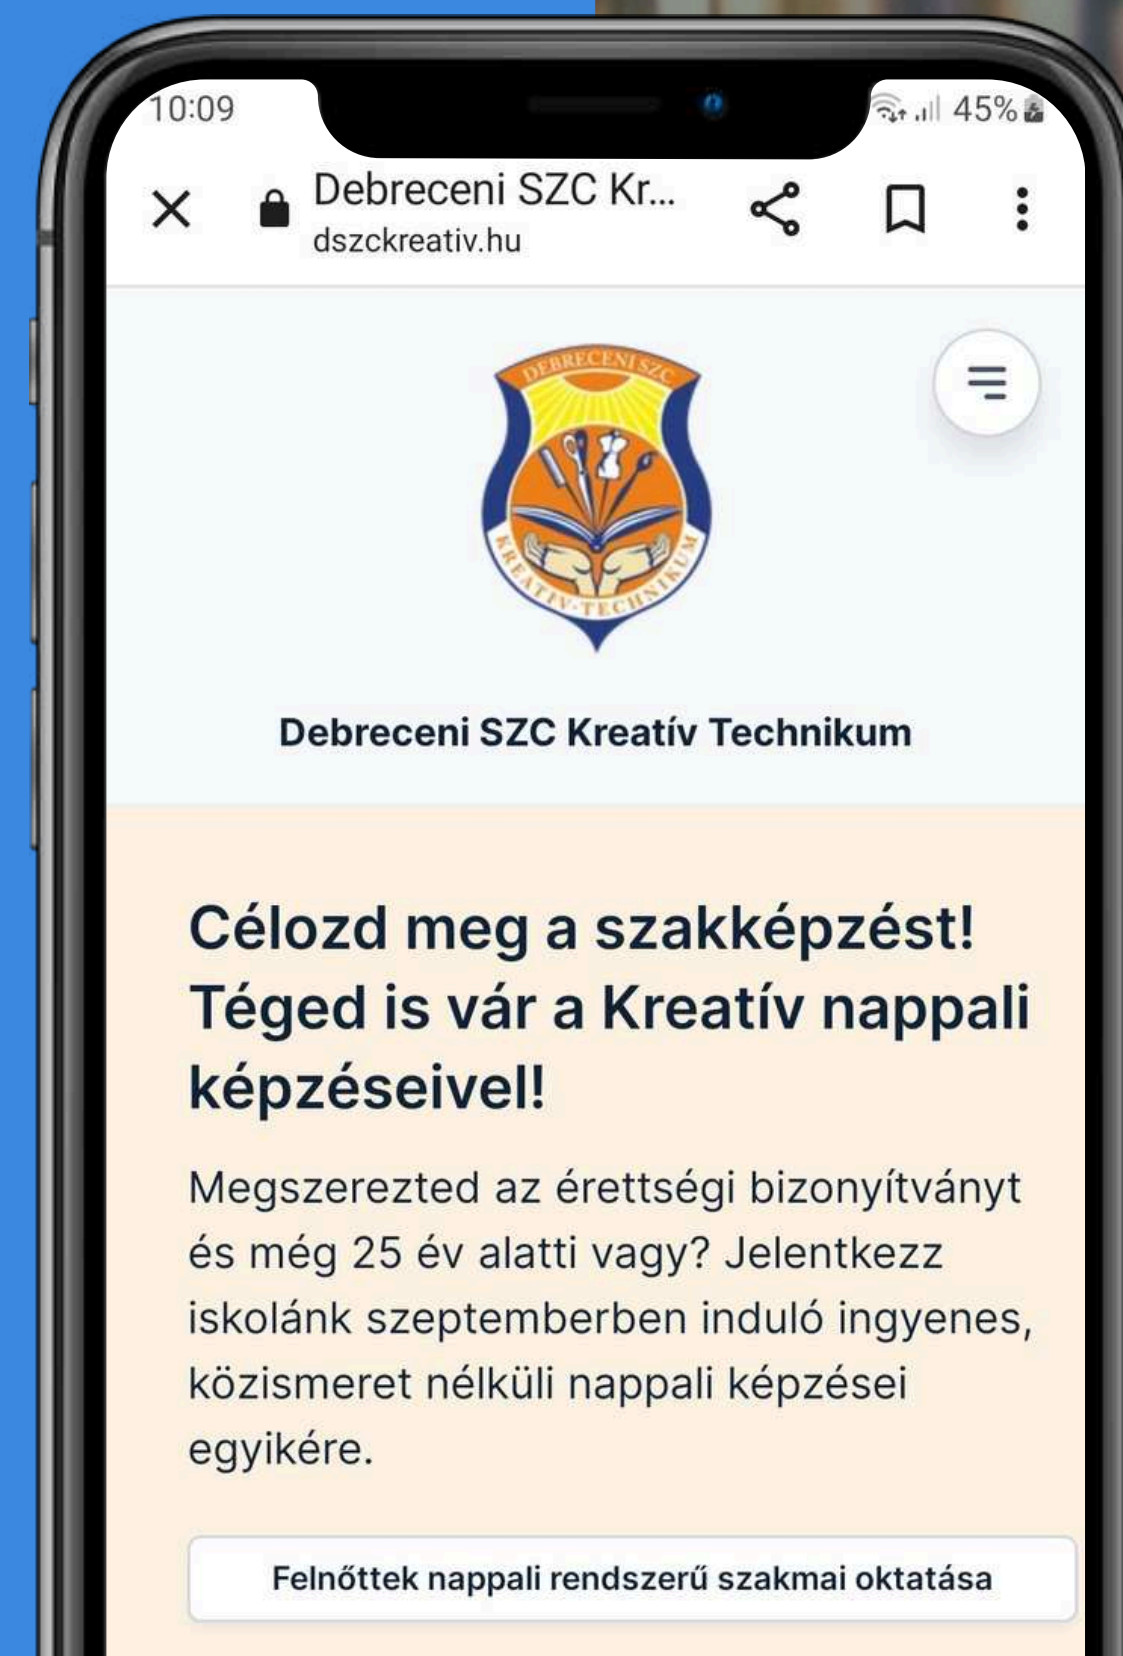 10:09
45%
Debreceni SZC Kr...
dszckreativ.hu
DEBRECENI SZC
KREATÍV-TECHNIKUM
Debreceni SZC Kreatív Technikum
Célozd meg a szakképzést!
Téged is vár a Kreatív nappali
képzéseivel!
Megszerezted az érettségi bizonyítványt
és még 25 év alatti vagy? Jelentkezz
iskolánk szeptemberben induló ingyenes,
közismeret nélküli nappali képzései
egyikére.
Felnőttek nappali rendszerű szakmai oktatása